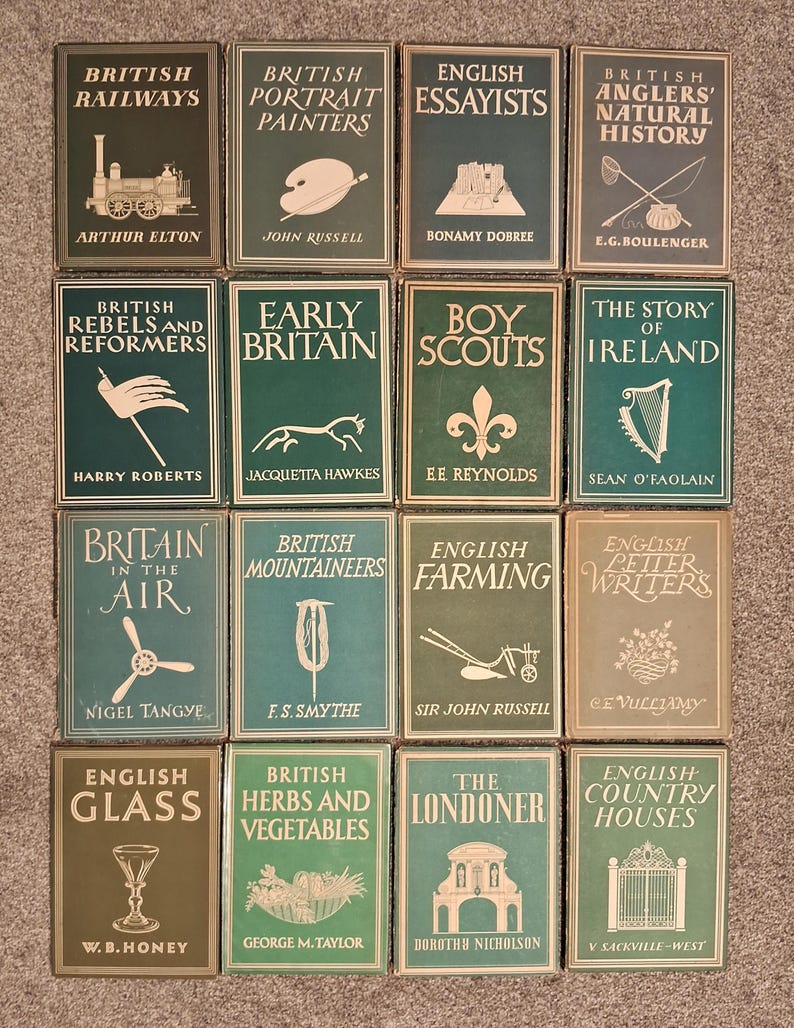 BRITISH
RAILWAYS
ARTHUR ELTON
BRITISH
PORTRAIT
PAINTERS
JOHN RUSSELL
ENGLISH
ESSAYISTS
BONAMY DOBREE
BRITISH
ANGLERS'
NATURAL
HISTORY
E.G. BOULENGER
BRITISH
REBELS AND
REFORMERS
HARRY ROBERTS
EARLY
BRITAIN
JACQUETTA HAWKES
BOY
SCOUTS
E.E. REYNOLDS
THE STORY
OF
IRELAND
SEAN O'FAOLAIN
BRITAIN
IN THE
AIR
NIGEL TANGYE
BRITISH
MOUNTAINEERS
F. S. SMYTHE
ENGLISH
FARMING
SIR JOHN RUSSELL
ENGLISH
LETTER
WRITERS
C.E. VULLIAMY
ENGLISH
GLASS
W. B. HONEY
BRITISH
HERBS AND
VEGETABLES
GEORGE M. TAYLOR
THE
LONDONER
DOROTHY NICHOLSON
ENGLISH
COUNTRY
HOUSES
V. SACKVILLE-WEST